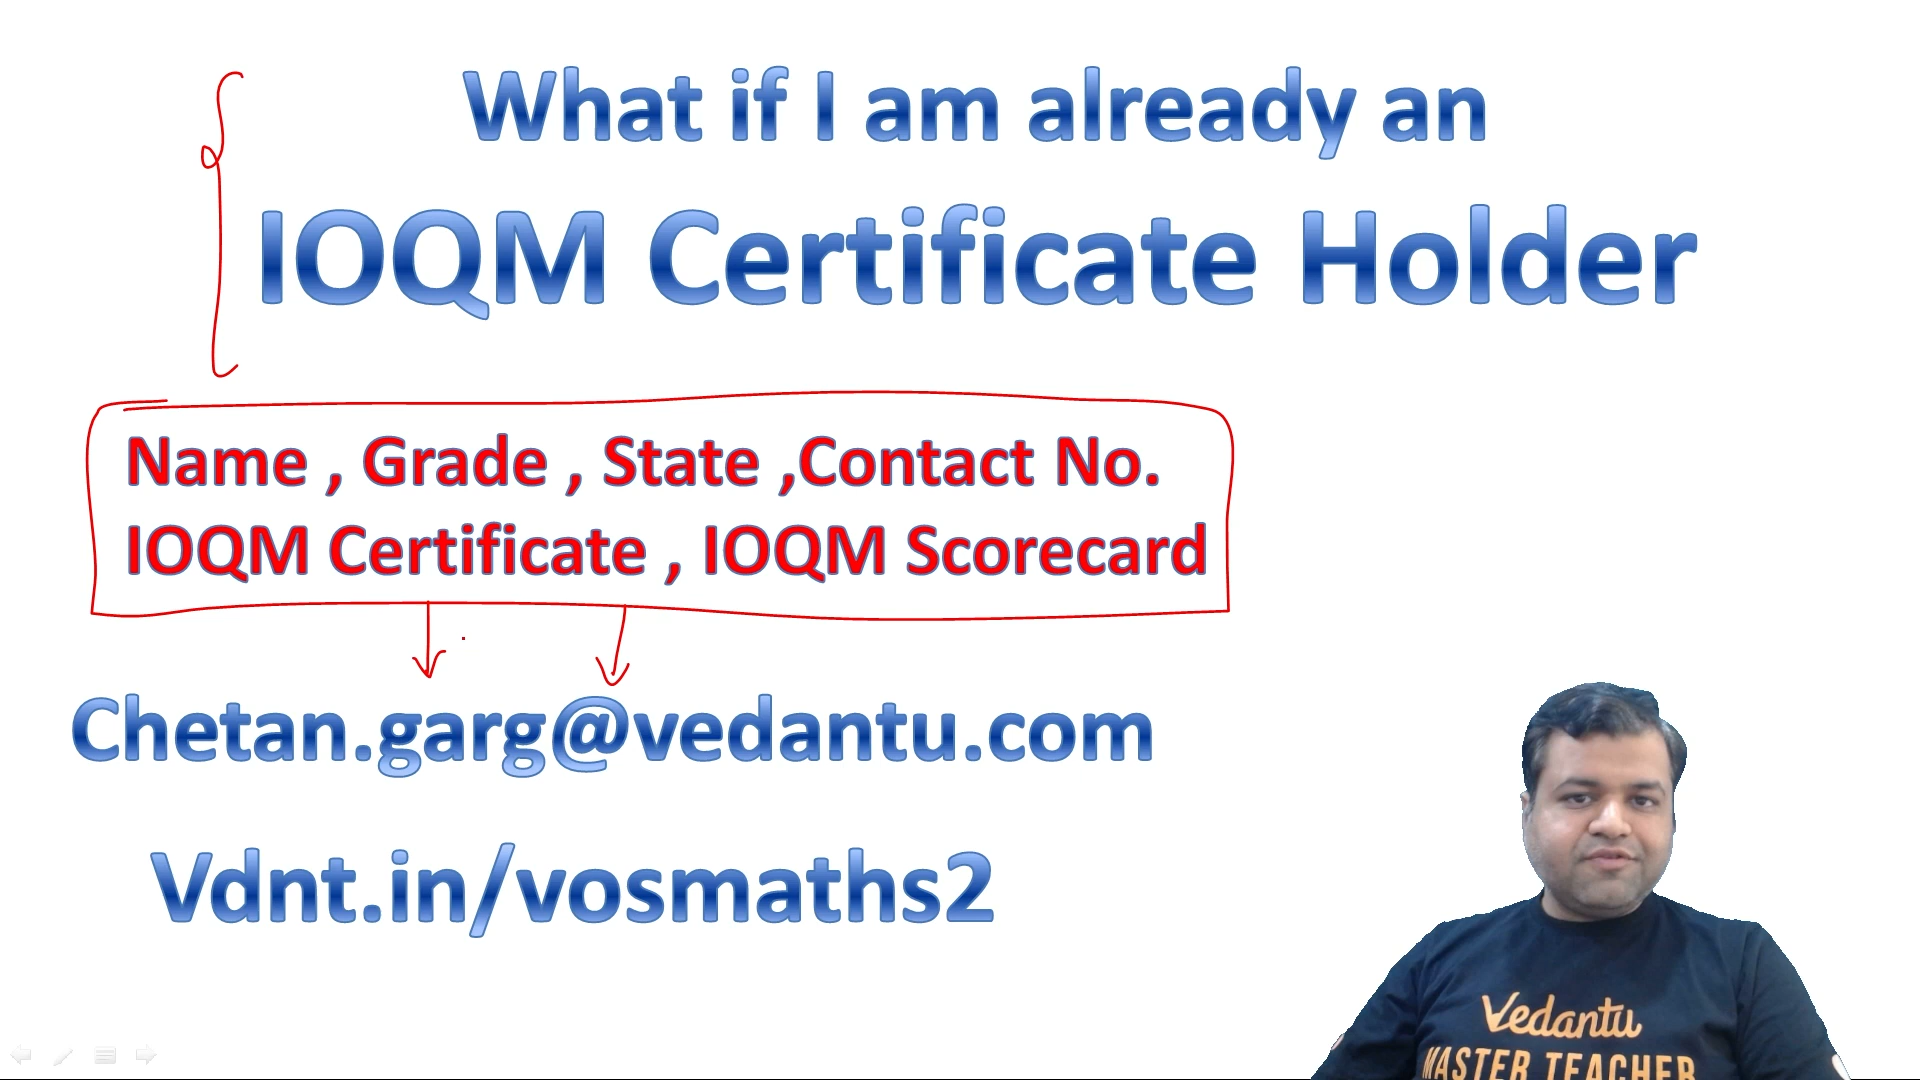 What if I am already an
IOQM Certificate Holder
Name , Grade , State ,Contact No.
IOQM Certificate , IOQM Scorecard
Chetan.garg@vedantu.com
Vdnt.in/vosmaths2
Vedantu
MASTER TEACHER